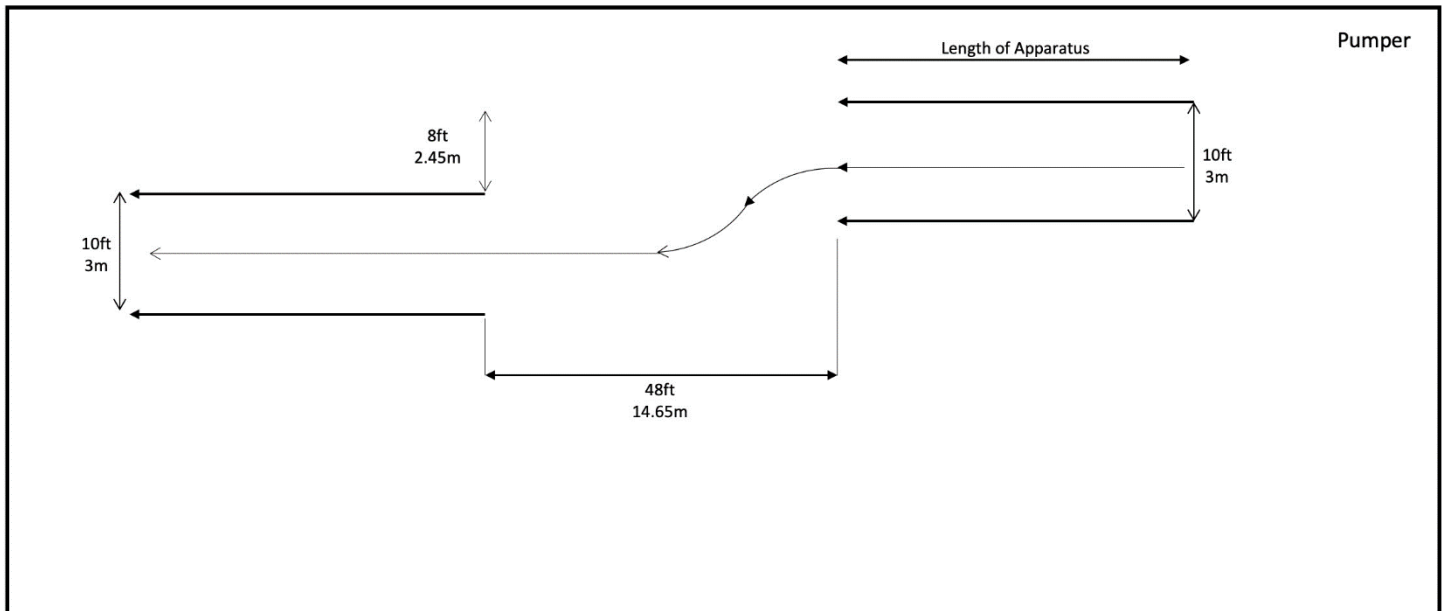 Pumper
Length of Apparatus
8ft
2.45m
10ft
3m
10ft
3m
48ft
14.65m